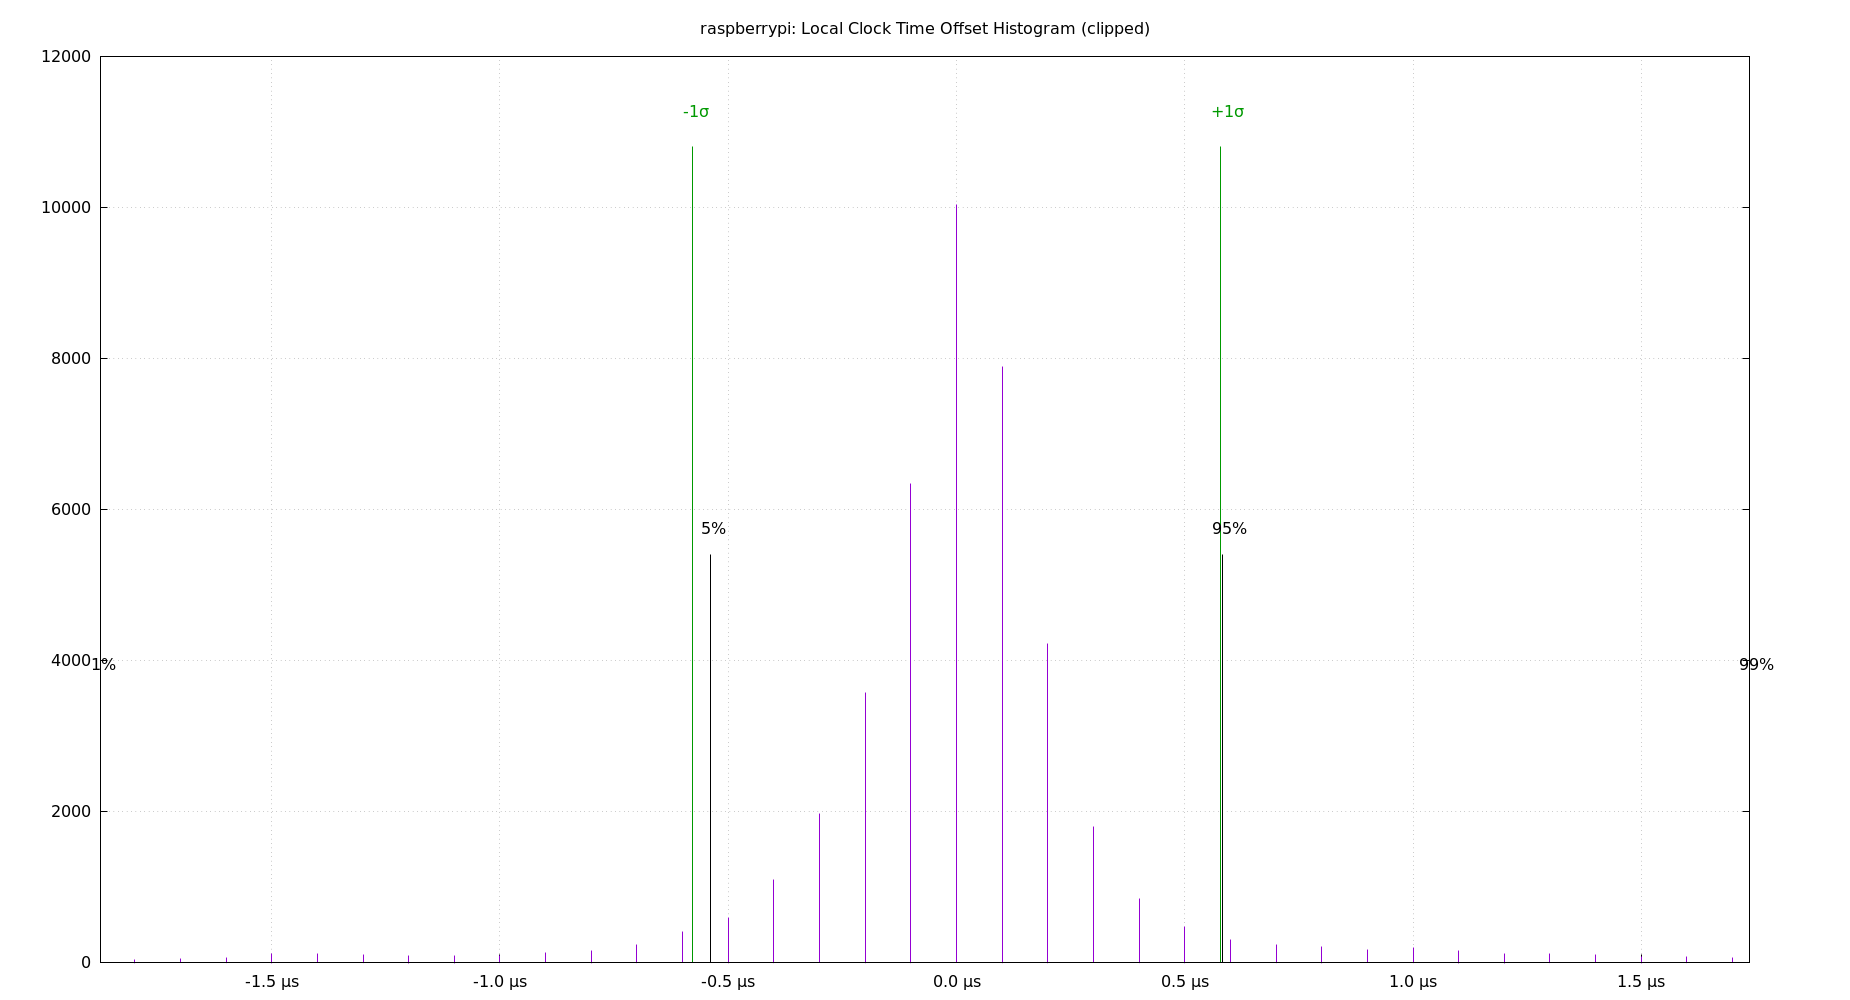 raspberrypi: Local Clock Time Offset Histogram (clipped)
12000
-1σ
+1σ
10000
8000
6000
5%
95%
4000
1%
99%
2000
0
-1.5 µs
-1.0 µs
-0.5 µs
0.0 µs
0.5 µs
1.0 µs
1.5 µs